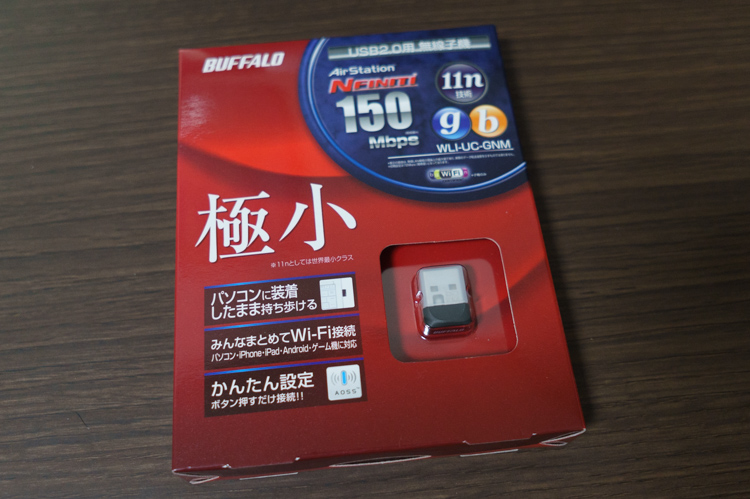 BUFFALO
USB2.0用 無線子機
AirStation
NFINITI
150
Mbps
11n
技術
g b
WLI-UC-GNM
Wi Fi
極小
※11nとしては世界最小クラス
パソコンに装着
したまま持ち歩ける
みんなまとめてWi-Fi接続
パソコン・iPhone・iPad・Android・ゲーム機に対応
かんたん設定
ボタン押すだけ接続!!
AOSS
BUFFALO